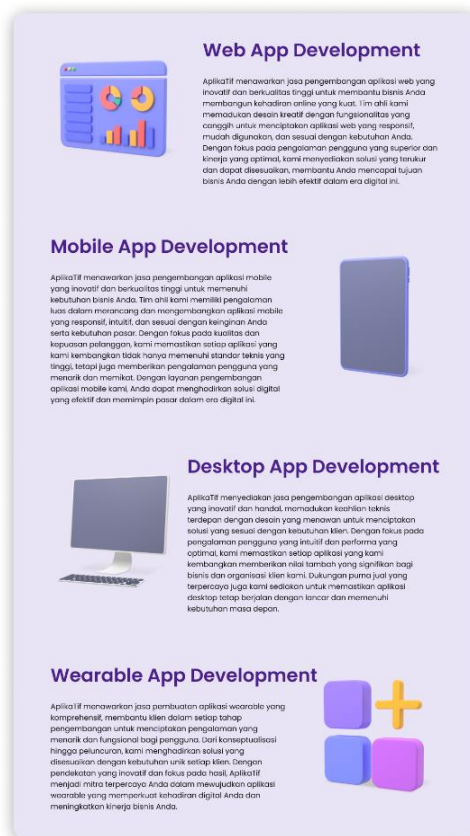 Web App Development
AplikaTif menawarkan jasa pengembangan aplikasi web yang
inovatif dan berkualitas tinggi untuk membantu bisnis Anda
membangun kehadiran online yang kuat. Tim ahli kami
memadukan desain kreatif dengan fungsionalitas yang
canggih untuk menciptakan aplikasi web yang responsif,
mudah digunakan, dan sesuai dengan kebutuhan Anda.
Dengan fokus pada pengalaman pengguna yang superior dan
kinerja yang optimal, kami menyediakan solusi yang terukur
dan dapat disesuaikan, membantu Anda mencapai tujuan
bisnis Anda dengan lebih efektif dalam era digital ini.
Mobile App Development
AplikaTif menawarkan jasa pengembangan aplikasi mobile
yang inovatif dan berkualitas tinggi untuk memenuhi
kebutuhan bisnis Anda. Tim ahli kami memiliki pengalaman
luas dalam merancang dan mengembangkan aplikasi mobile
yang responsif, intuitif, dan sesuai dengan keinginan Anda
serta kebutuhan pasar. Dengan fokus pada kualitas dan
kepuasan pelanggan, kami memastikan setiap aplikasi yang
kami kembangkan tidak hanya memenuhi standar teknis yang
tinggi, tetapi juga memberikan pengalaman pengguna yang
menarik dan memikat. Dengan layanan pengembangan
aplikasi mobile kami, Anda dapat menghadirkan solusi digital
yang efektif dan memimpin pasar dalam era digital ini.
Desktop App Development
AplikaTif menyediakan jasa pengembangan aplikasi desktop
yang inovatif dan handal, memadukan keahlian teknis
terdepan dengan desain yang menawan untuk menciptakan
solusi yang sesuai dengan kebutuhan klien. Dengan fokus pada
pengalaman pengguna yang intuitif dan performa yang
optimal, kami memastikan setiap aplikasi yang kami
kembangkan memberikan nilai tambah yang signifikan bagi
bisnis dan organisasi klien kami. Dukungan purna jual yang
terpercaya juga kami sediakan untuk memastikan aplikasi
desktop tetap berjalan dengan lancar dan memenuhi
kebutuhan masa depan.
Wearable App Development
AplikaTif menawarkan jasa pembuatan aplikasi wearable yang
komprehensif, membantu klien dalam setiap tahap
pengembangan untuk menciptakan pengalaman yang
menarik dan fungsional bagi pengguna. Dari konseptualisasi
hingga peluncuran, kami menghadirkan solusi yang
disesuaikan dengan kebutuhan unik setiap klien. Dengan
pendekatan yang inovatif dan fokus pada hasil, AplikaTif
menjadi mitra terpercaya Anda dalam mewujudkan aplikasi
wearable yang memperkuat kehadiran digital Anda dan
meningkatkan kinerja bisnis Anda.